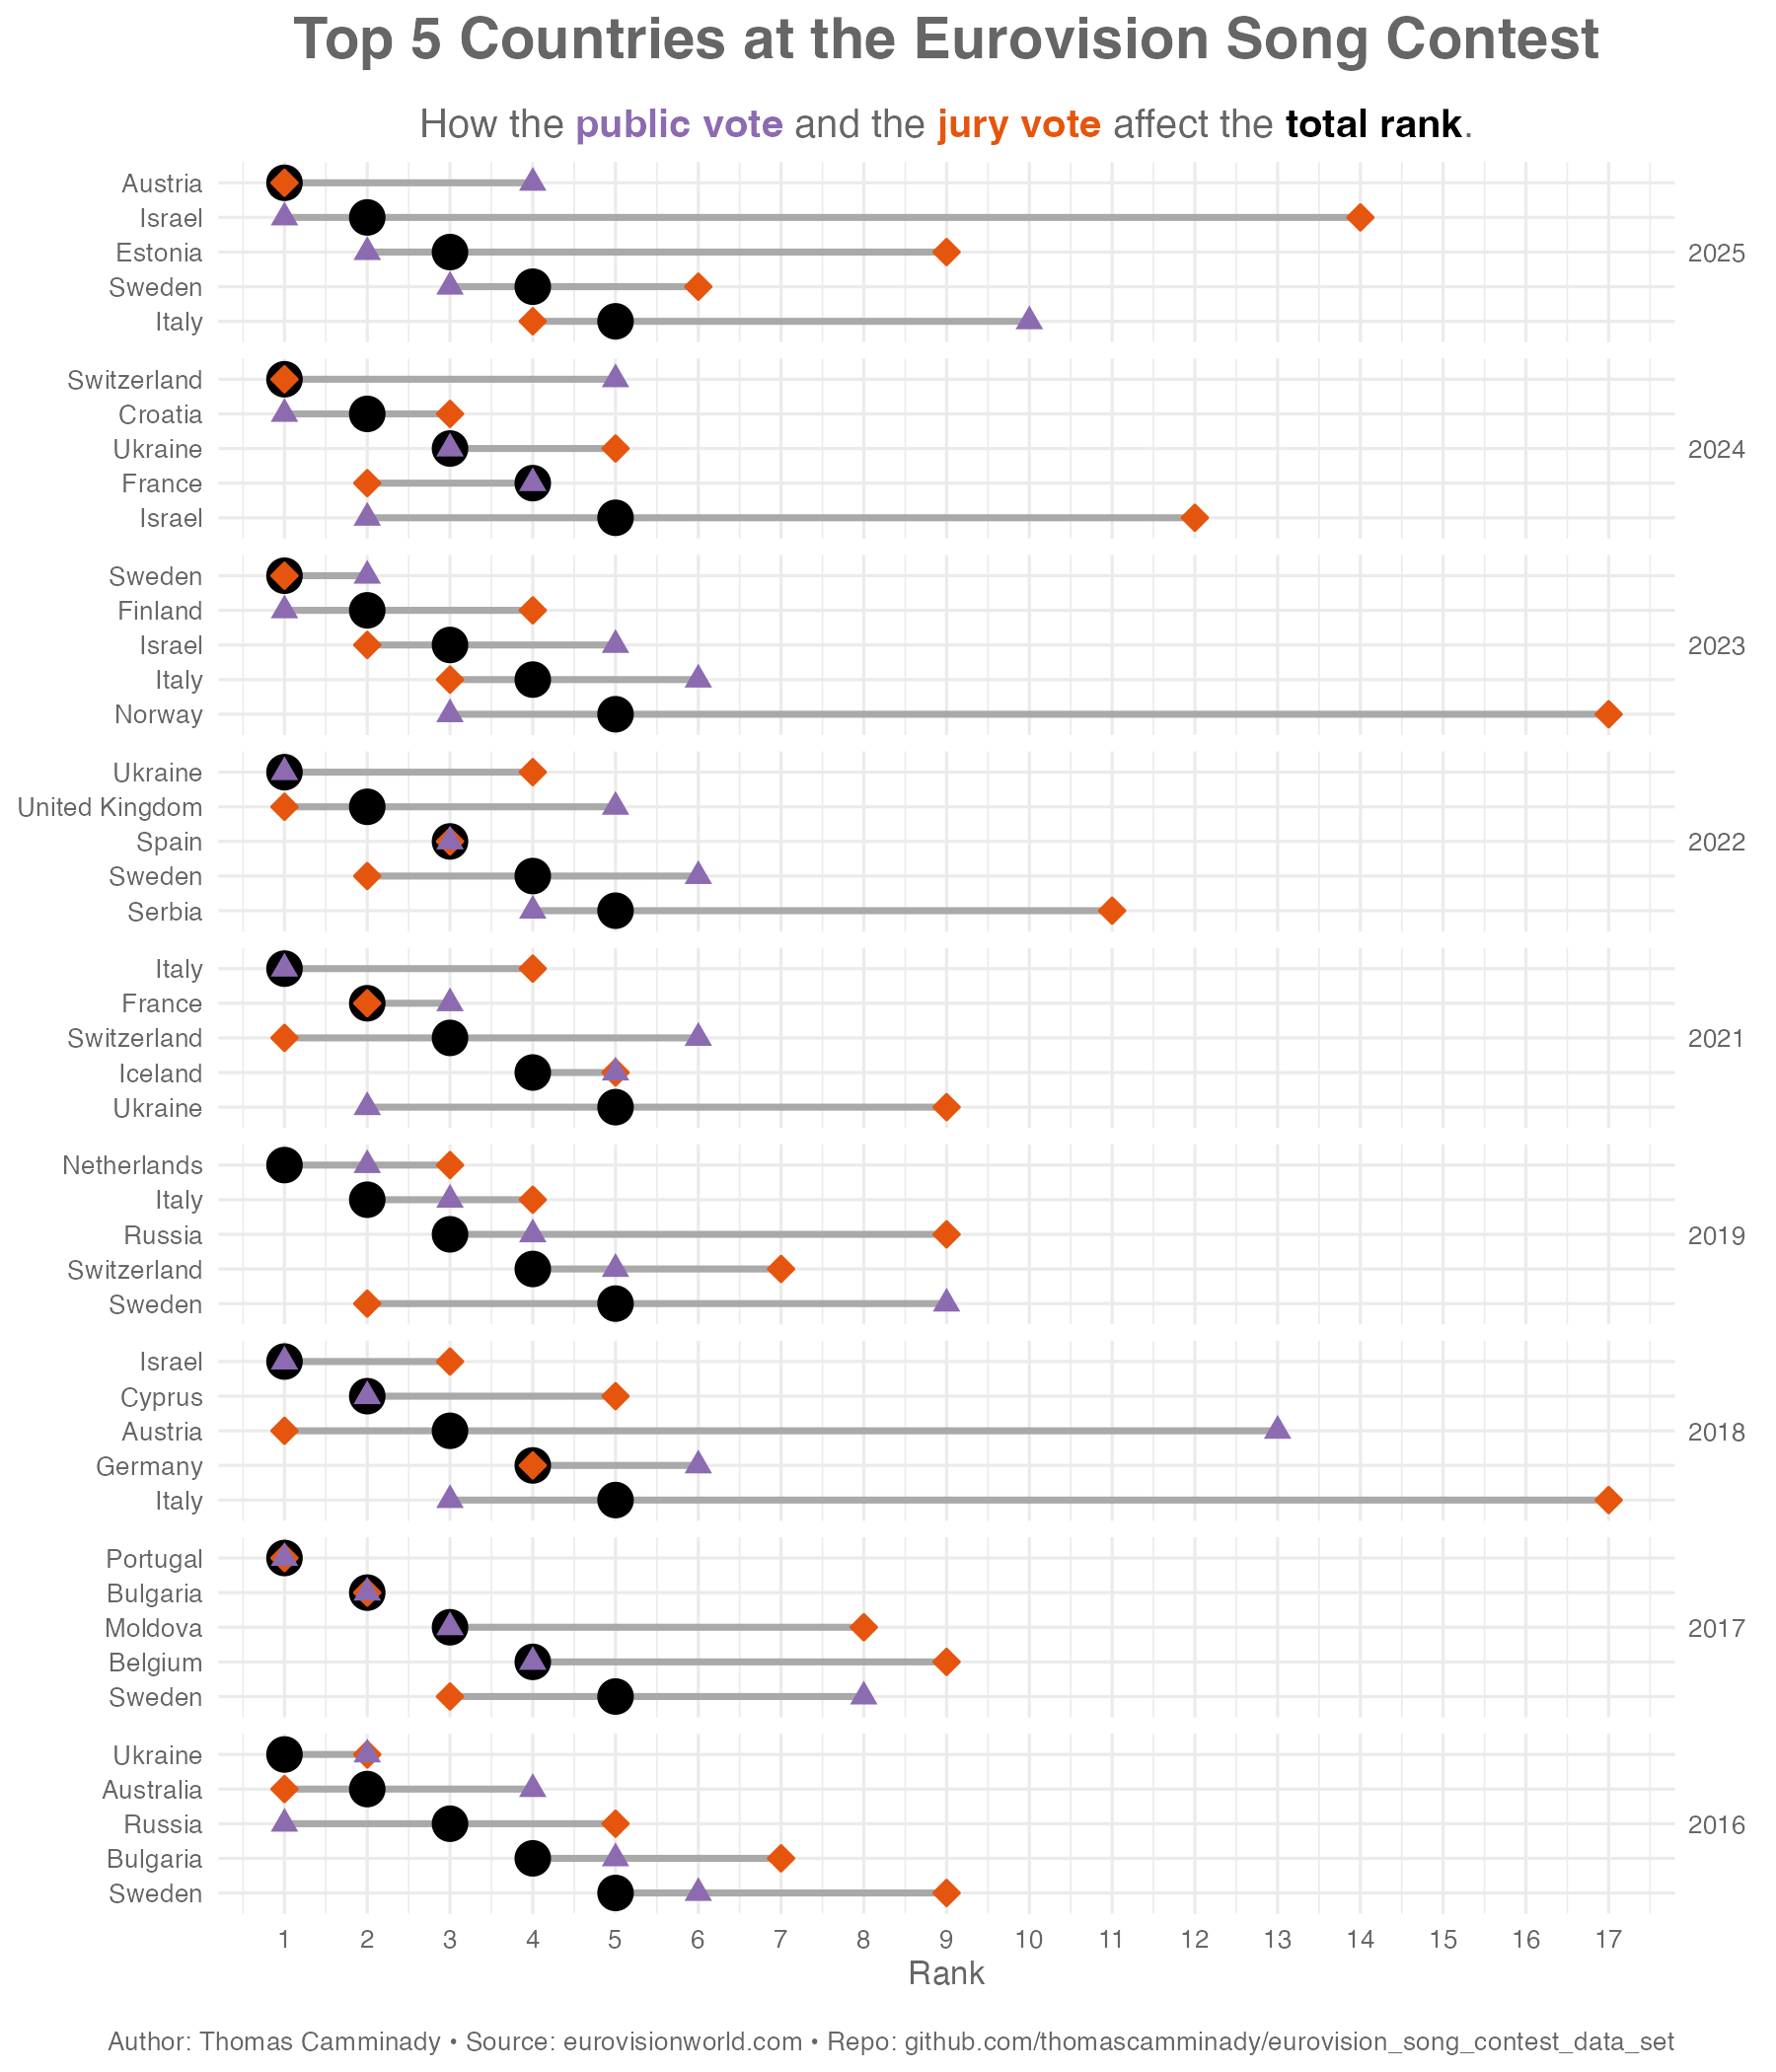 Top 5 Countries at the Eurovision Song Contest
How the public vote and the jury vote affect the total rank.
Austria
Israel
Estonia
Sweden
Italy
2025
Switzerland
Croatia
Ukraine
France
Israel
2024
Sweden
Finland
Israel
Italy
Norway
2023
Ukraine
United Kingdom
Spain
Sweden
Serbia
2022
Italy
France
Switzerland
Iceland
Ukraine
2021
Netherlands
Italy
Russia
Switzerland
Sweden
2019
Israel
Cyprus
Austria
Germany
Italy
2018
Portugal
Bulgaria
Moldova
Belgium
Sweden
2017
Ukraine
Australia
Russia
Bulgaria
Sweden
2016
1 2 3 4 5 6 7 8 9 10 11 12 13 14 15 16 17
Rank
Author: Thomas Camminady • Source: eurovisionworld.com • Repo: github.com/thomascamminady/eurovision_song_contest_data_set